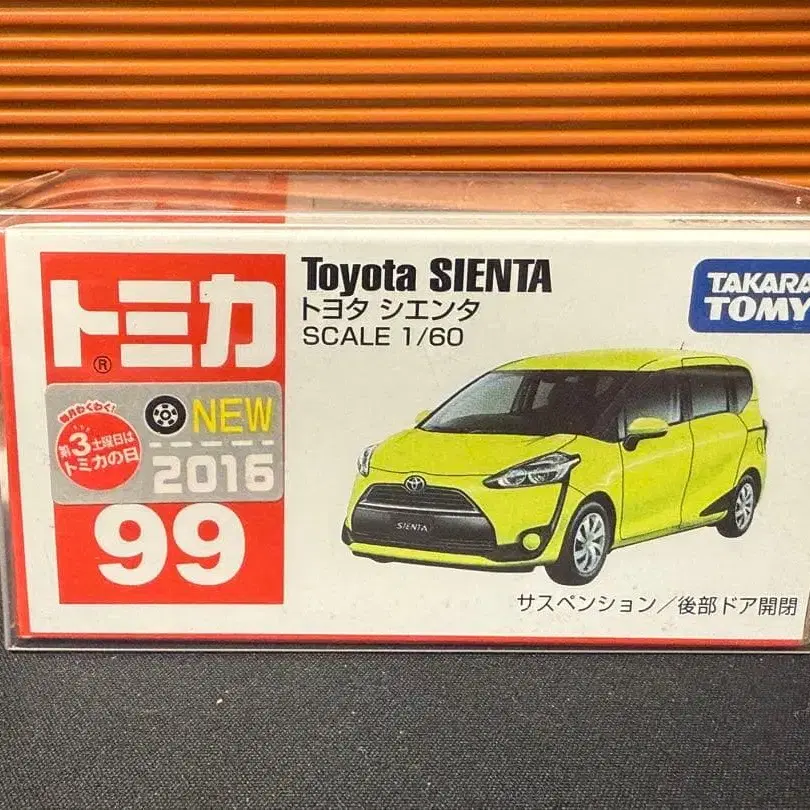 Toyota SIENTA
トヨタ シエンタ
SCALE 1/60
トミカ
®
TAKARA
TOMY
毎月わくわく!
第3土曜日は
トミカの日
NEW
2016
99
SIENTA
サスペンション/後部ドア開閉